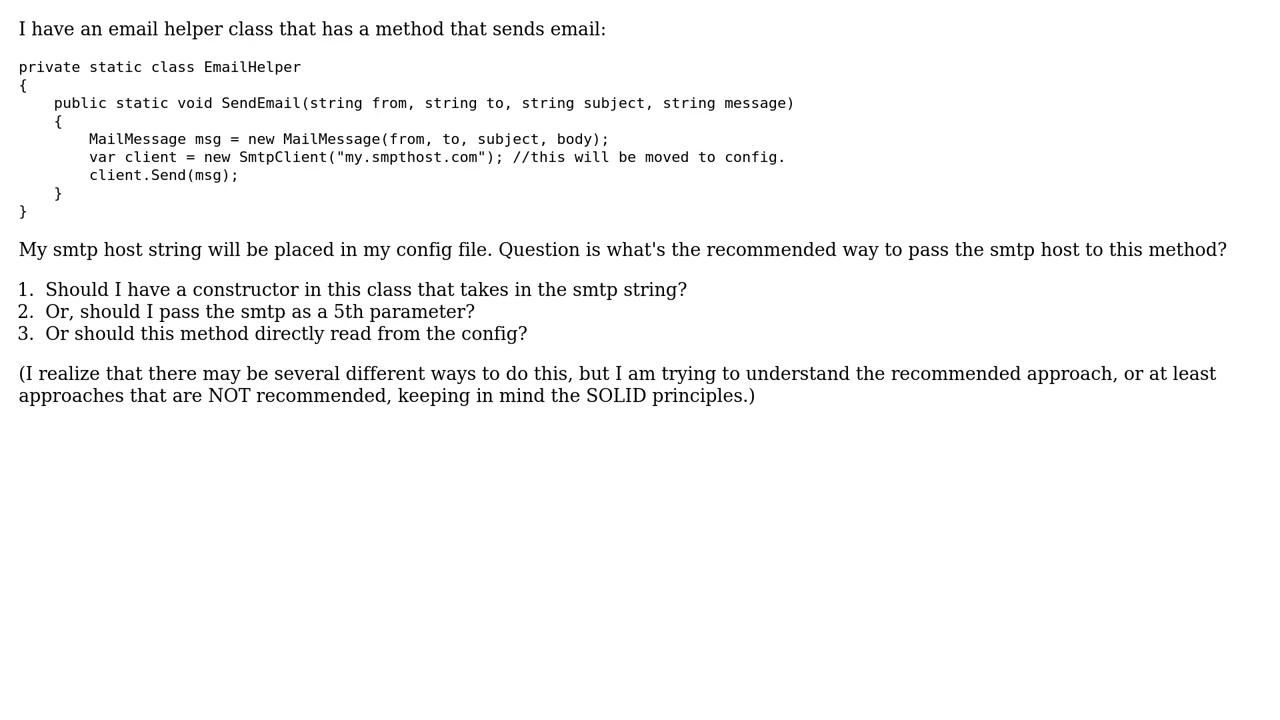 I have an email helper class that has a method that sends email:
private static class EmailHelper
{
    public static void SendEmail(string from, string to, string subject, string message)
    {
        MailMessage msg = new MailMessage(from, to, subject, body);
        var client = new SmtpClient("my.smpthost.com"); //this will be moved to config.
        client.Send(msg);
    }
}
My smtp host string will be placed in my config file. Question is what's the recommended way to pass the smtp host to this method?
1. Should I have a constructor in this class that takes in the smtp string?
2. Or, should I pass the smtp as a 5th parameter?
3. Or should this method directly read from the config?
(I realize that there may be several different ways to do this, but I am trying to understand the recommended approach, or at least
approaches that are NOT recommended, keeping in mind the SOLID principles.)